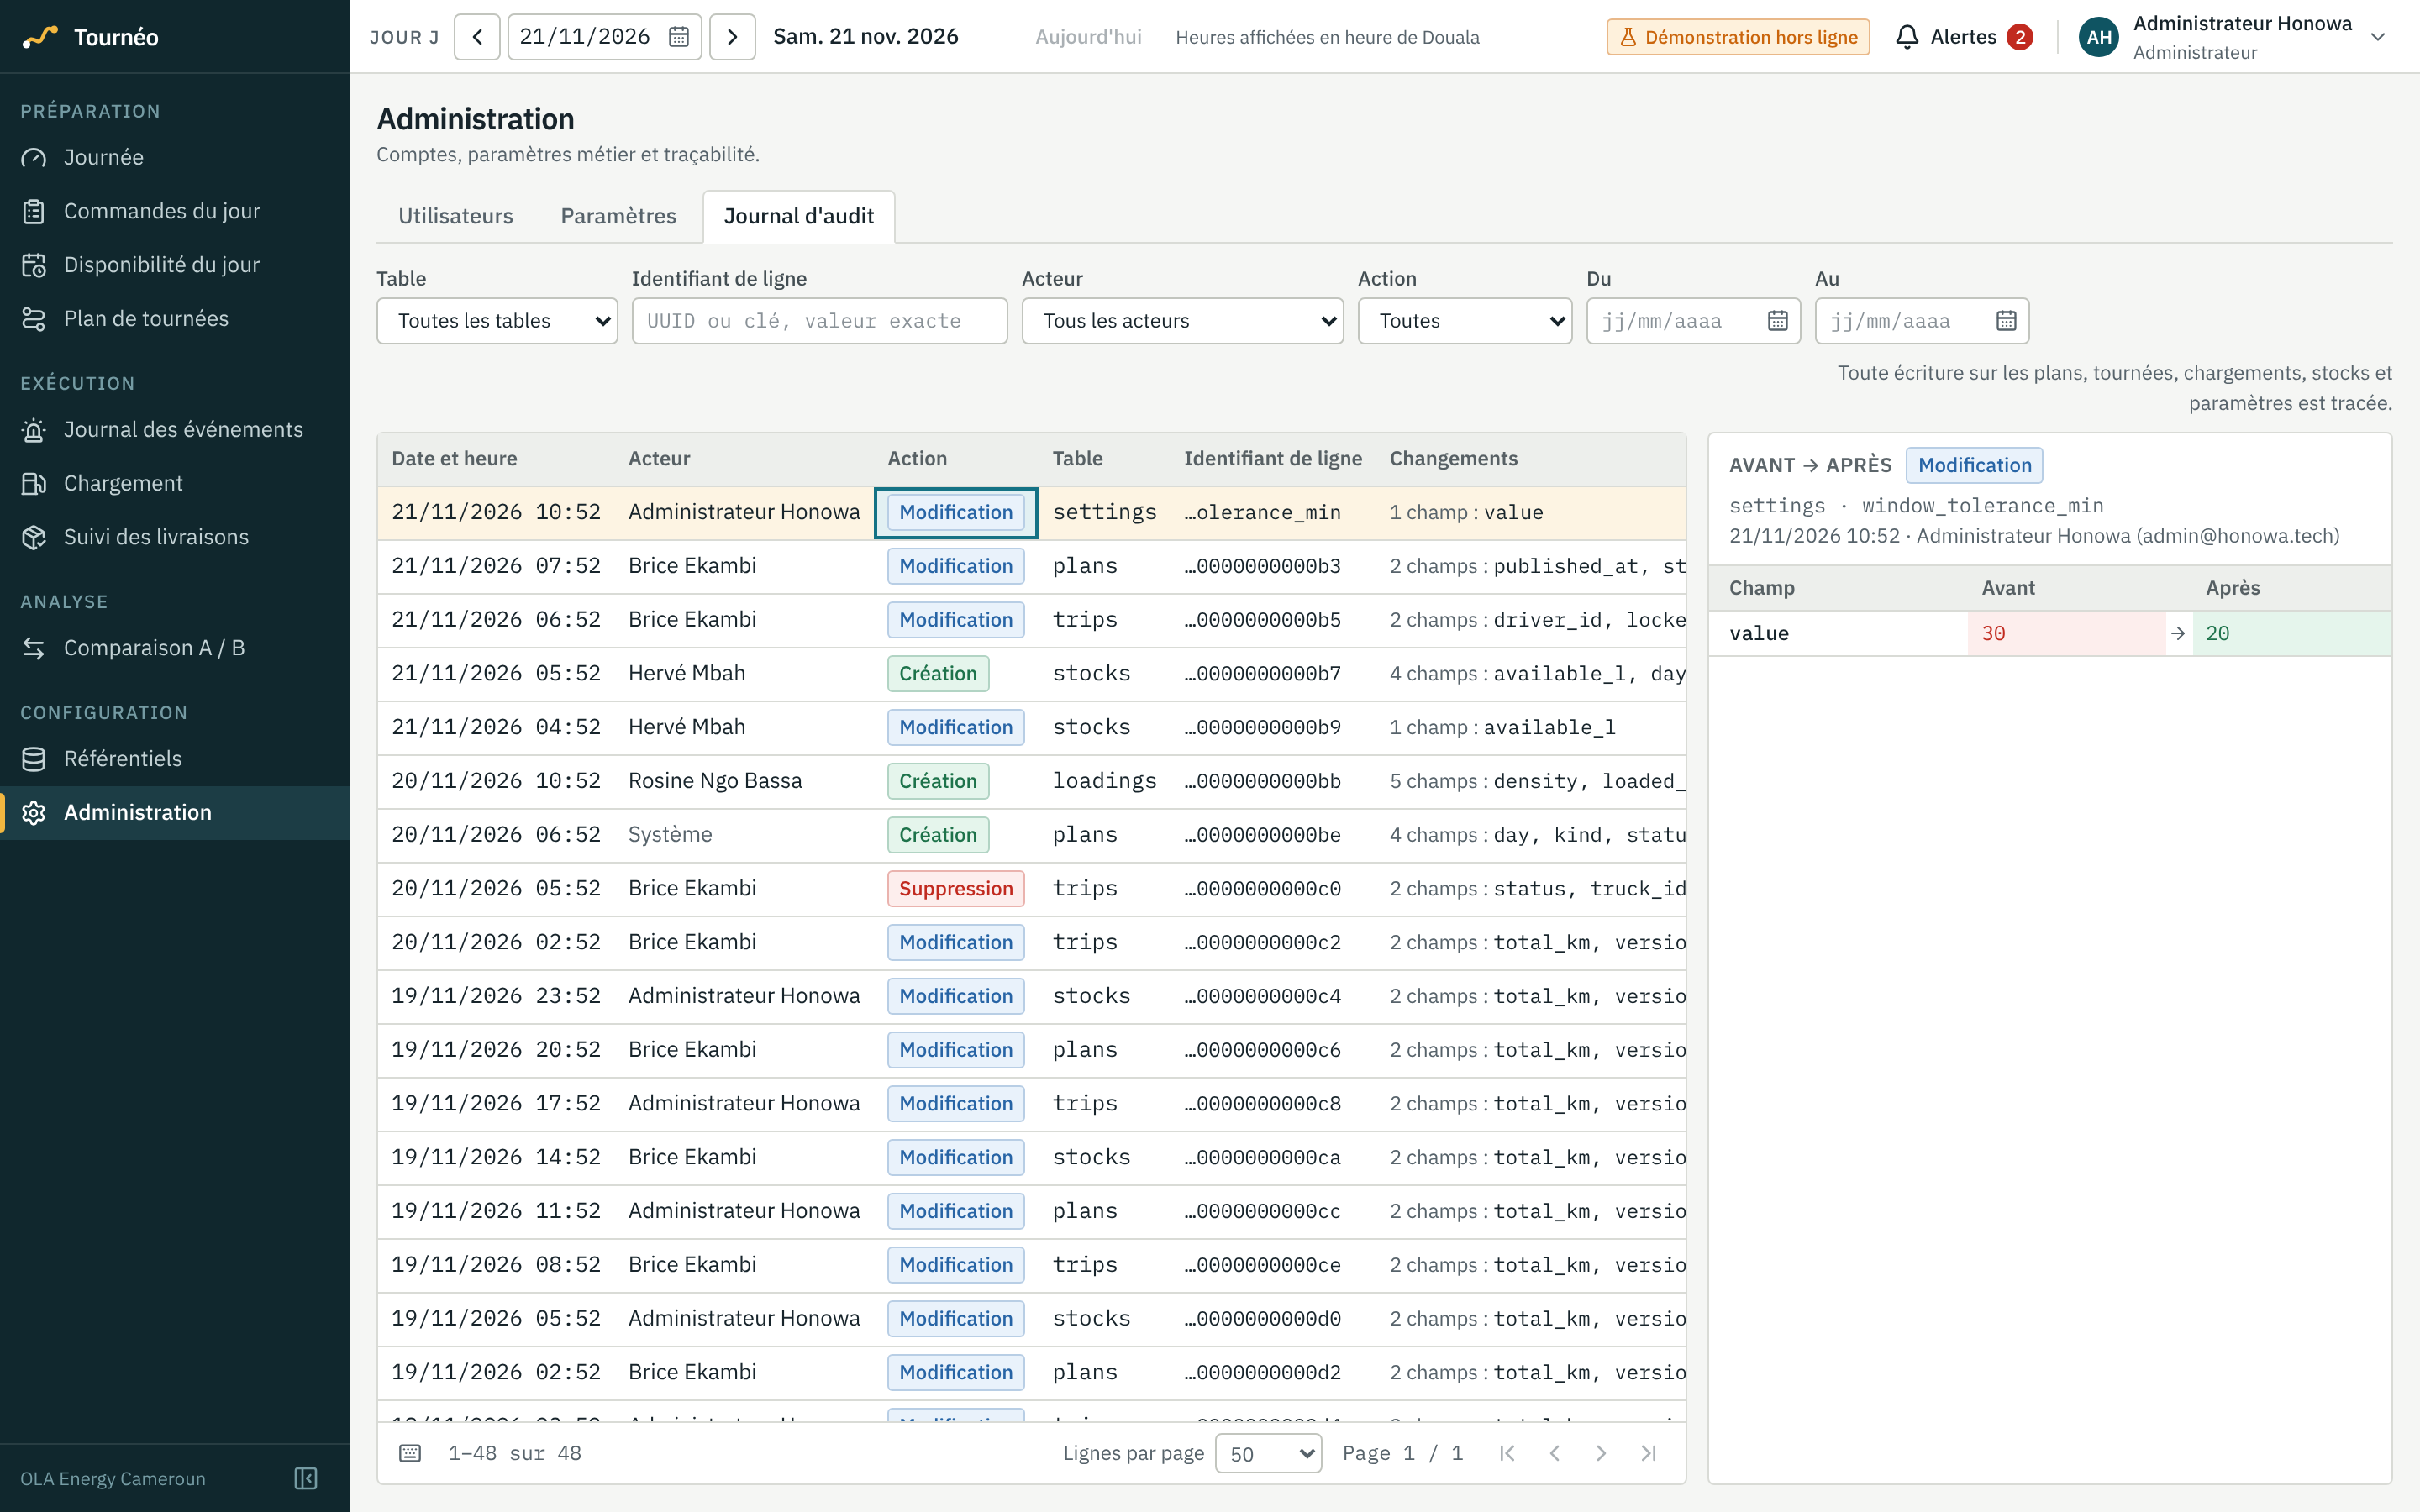 Tournéo
JOUR J
21/11/2026
Sam. 21 nov. 2026
Aujourd'hui
Heures affichées en heure de Douala
Démonstration hors ligne
Alertes 2
AH
Administrateur Honowa
Administrateur
PRÉPARATION
Journée
Commandes du jour
Disponibilité du jour
Plan de tournées
EXÉCUTION
Journal des événements
Chargement
Suivi des livraisons
ANALYSE
Comparaison A / B
CONFIGURATION
Référentiels
Administration
OLA Energy Cameroun
Administration
Comptes, paramètres métier et traçabilité.
Utilisateurs Paramètres Journal d'audit
Table Identifiant de ligne Acteur Action Du Au
Toutes les tables UUID ou clé, valeur exacte Tous les acteurs Toutes jj/mm/aaaa jj/mm/aaaa
Toute écriture sur les plans, tournées, chargements, stocks et
paramètres est tracée.
Date et heure Acteur Action Table Identifiant de ligne Changements
21/11/2026 10:52 Administrateur Honowa Modification settings …olerance_min 1 champ : value
21/11/2026 07:52 Brice Ekambi Modification plans …0000000000b3 2 champs : published_at, st
21/11/2026 06:52 Brice Ekambi Modification trips …0000000000b5 2 champs : driver_id, locke
21/11/2026 05:52 Hervé Mbah Création stocks …0000000000b7 4 champs : available_l, day
21/11/2026 04:52 Hervé Mbah Modification stocks …0000000000b9 1 champ : available_l
20/11/2026 10:52 Rosine Ngo Bassa Création loadings …0000000000bb 5 champs : density, loaded_
20/11/2026 06:52 Système Création plans …0000000000be 4 champs : day, kind, statu
20/11/2026 05:52 Brice Ekambi Suppression trips …0000000000c0 2 champs : status, truck_id
20/11/2026 02:52 Brice Ekambi Modification trips …0000000000c2 2 champs : total_km, versio
19/11/2026 23:52 Administrateur Honowa Modification stocks …0000000000c4 2 champs : total_km, versio
19/11/2026 20:52 Brice Ekambi Modification plans …0000000000c6 2 champs : total_km, versio
19/11/2026 17:52 Administrateur Honowa Modification trips …0000000000c8 2 champs : total_km, versio
19/11/2026 14:52 Brice Ekambi Modification stocks …0000000000ca 2 champs : total_km, versio
19/11/2026 11:52 Administrateur Honowa Modification plans …0000000000cc 2 champs : total_km, versio
19/11/2026 08:52 Brice Ekambi Modification trips …0000000000ce 2 champs : total_km, versio
19/11/2026 05:52 Administrateur Honowa Modification stocks …0000000000d0 2 champs : total_km, versio
19/11/2026 02:52 Brice Ekambi Modification plans …0000000000d2 2 champs : total_km, versio
1–48 sur 48
Lignes par page 50 Page 1 / 1
AVANT → APRÈS Modification
settings · window_tolerance_min
21/11/2026 10:52 · Administrateur Honowa (admin@honowa.tech)
Champ Avant Après
value 30 → 20